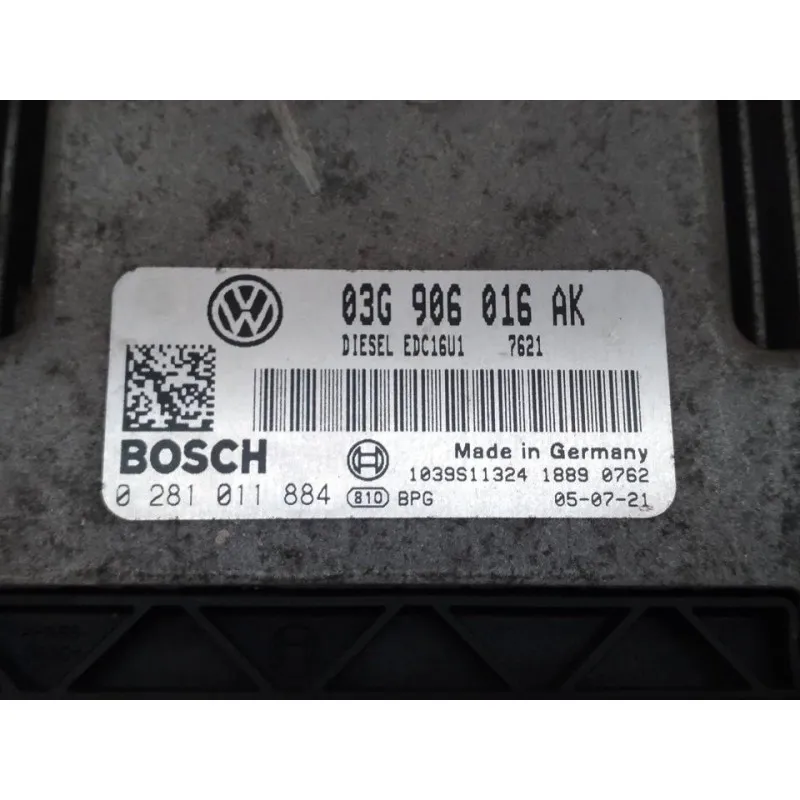 03G 906 016 AK
DIESEL EDC16U1 7621
BOSCH
Made in Germany
1039S11324 1889 0762
0 281 011 884 810 BPG 05-07-21